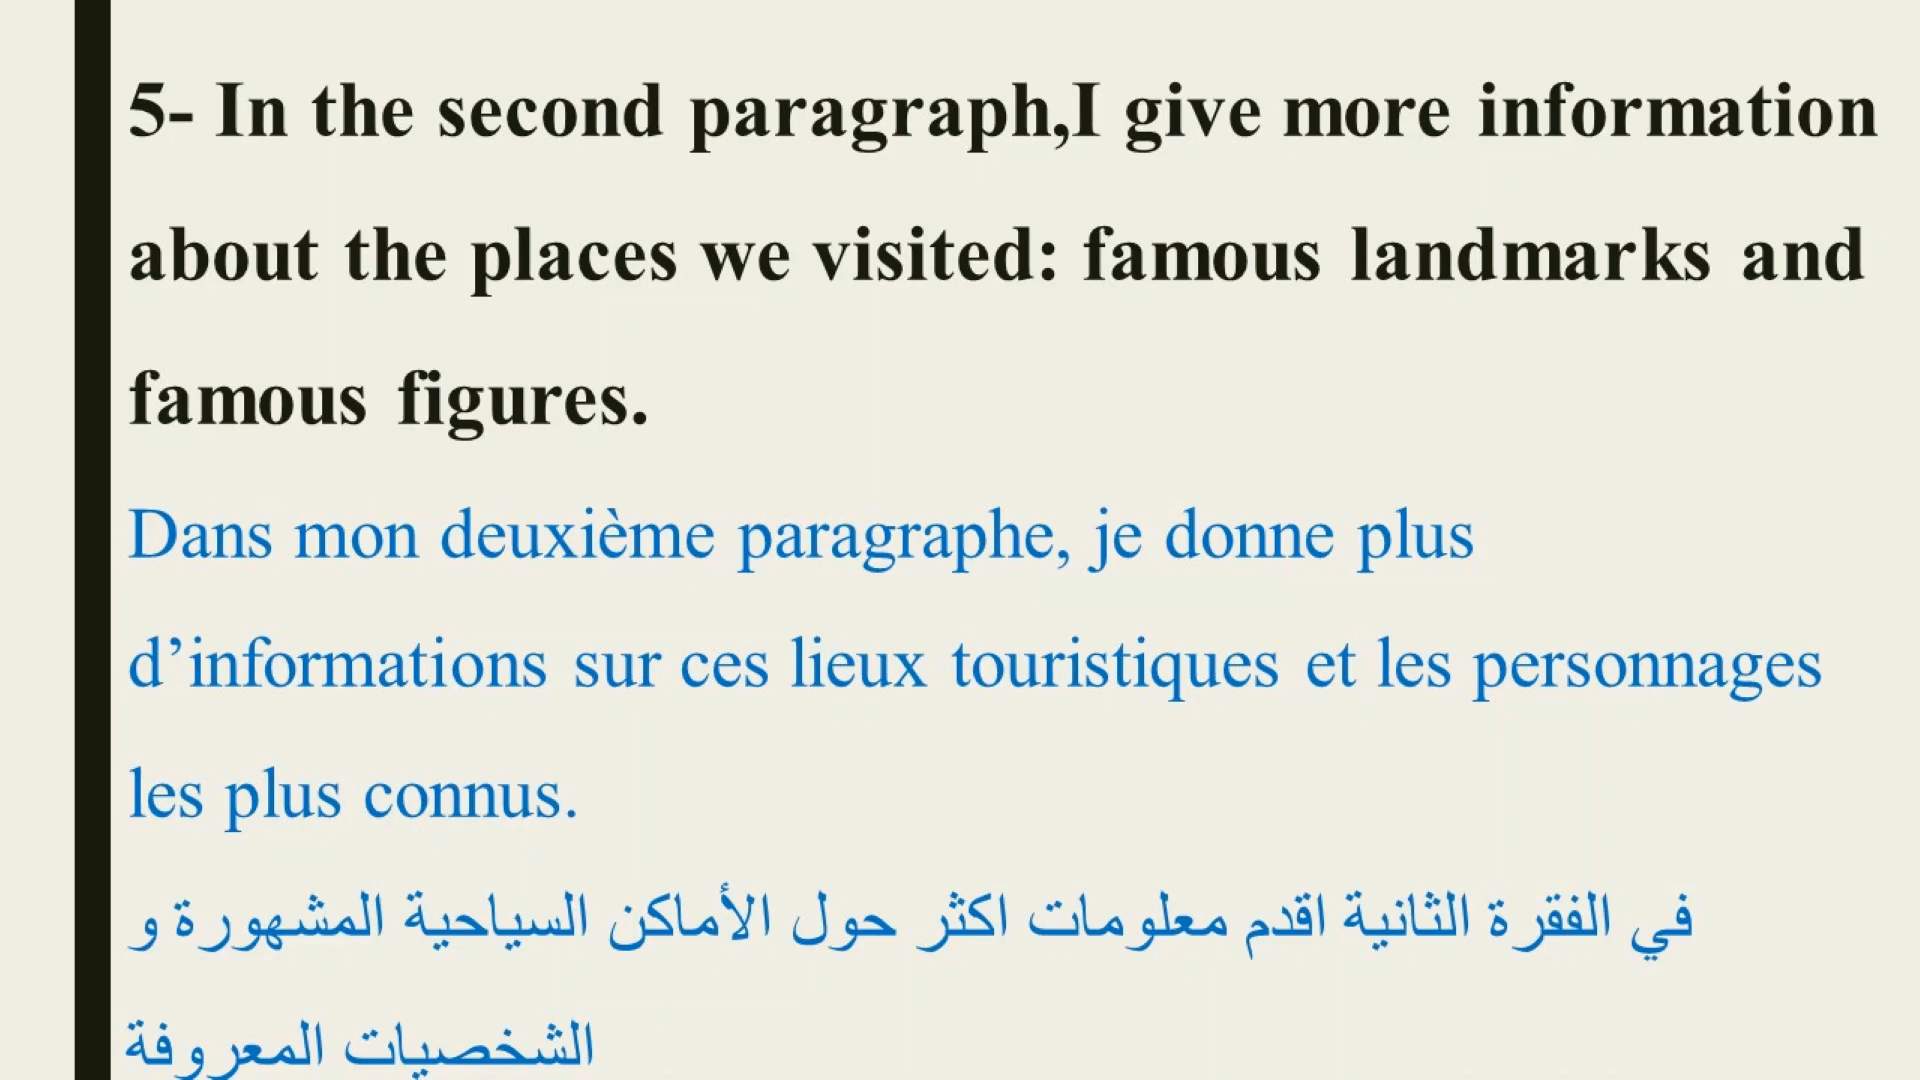 5- In the second paragraph,I give more information
about the places we visited: famous landmarks and
famous figures.
Dans mon deuxième paragraphe, je donne plus
d’informations sur ces lieux touristiques et les personnages
les plus connus.
في الفقرة الثانية اقدم معلومات اكثر حول الأماكن السياحية المشهورة و
الشخصيات المعروفة